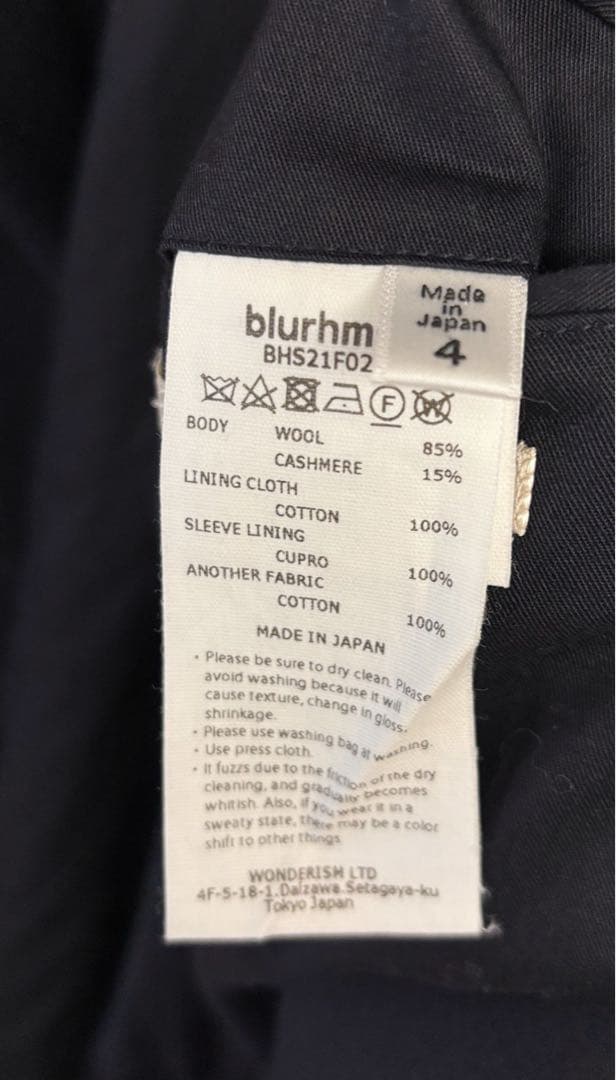 Made
in
Japan
4
blurhm
BHS21F02
F
W
BODY WOOL 85%
CASHMERE 15%
LINING CLOTH
COTTON 100%
SLEEVE LINING
CUPRO 100%
ANOTHER FABRIC
COTTON 100%
MADE IN JAPAN
• Please be sure to dry clean. Please
avoid washing because it will
cause texture, change in gloss,
shrinkage.
• Please use washing bag at washing.
• Use press cloth.
• It fuzzs due to the friction of the dry
cleaning, and gradually becomes
whitish. Also, if you wear it in a
sweaty state, there may be a color
shift to other things.
WONDERISH LTD
4F-5-18-1.Daizawa.Setagaya-ku
Tokyo Japan